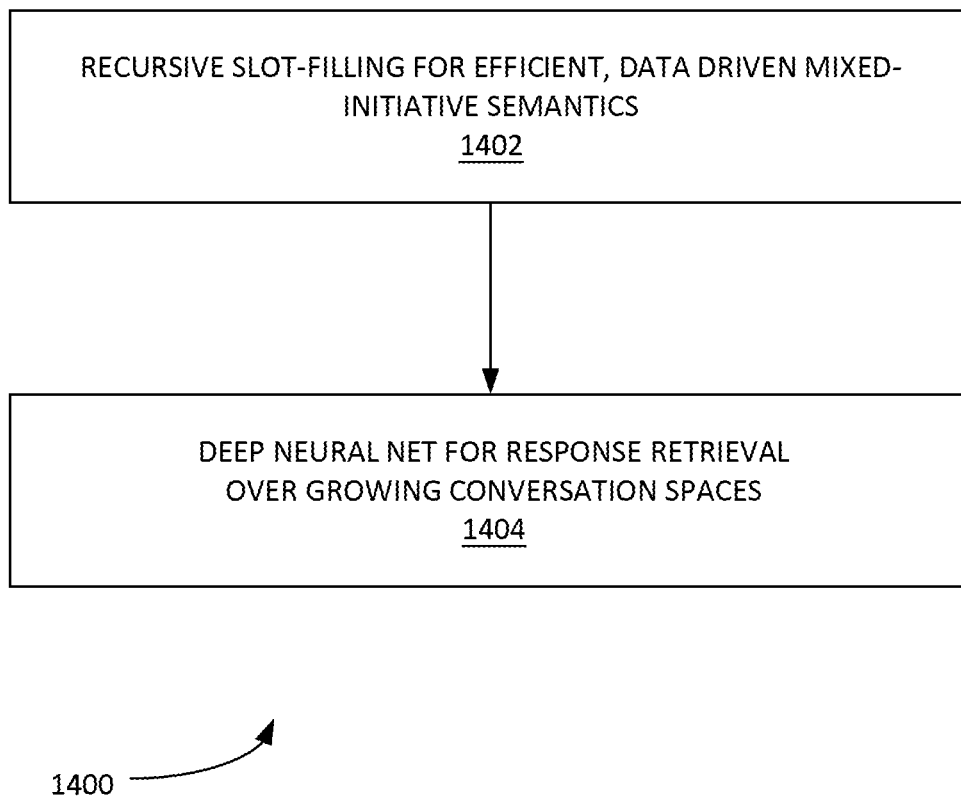 RECURSIVE SLOT-FILLING FOR EFFICIENT, DATA DRIVEN MIXED-
INITIATIVE SEMANTICS
1402
DEEP NEURAL NET FOR RESPONSE RETRIEVAL
OVER GROWING CONVERSATION SPACES
1404
1400